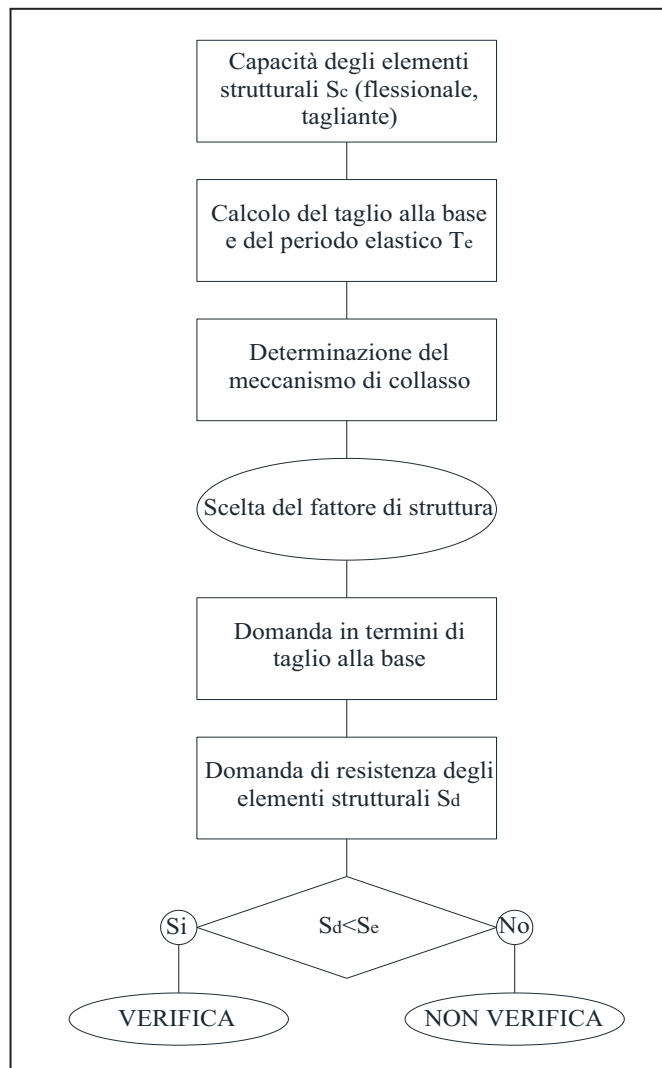 Capacità degli elementi
strutturali Sc (flessionale,
tagliante)
Calcolo del taglio alla base
e del periodo elastico Te
Determinazione del
meccanismo di collasso
Scelta del fattore di struttura
Domanda in termini di
taglio alla base
Domanda di resistenza degli
elementi strutturali Sd
Si
Sd<Se
No
VERIFICA
NON VERIFICA